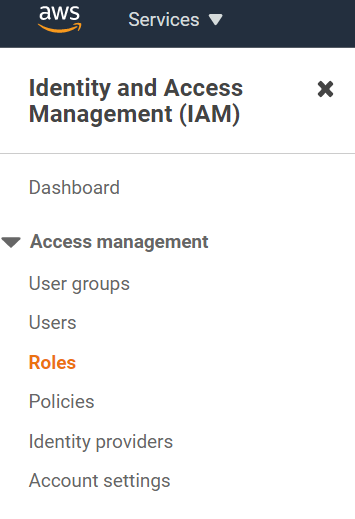 aws
Services
Identity and Access
Management (IAM)
Dashboard
Access management
User groups
Users
Roles
Policies
Identity providers
Account settings